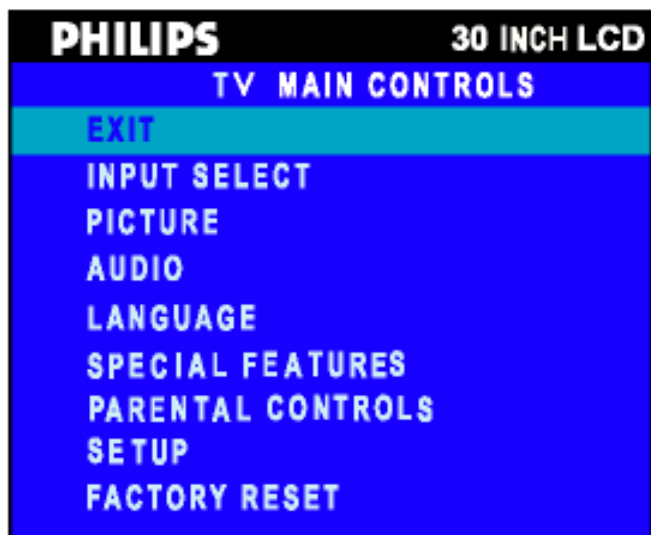 PHILIPS 30 INCH LCD
TV MAIN CONTROLS
EXIT
INPUT SELECT
PICTURE
AUDIO
LANGUAGE
SPECIAL FEATURES
PARENTAL CONTROLS
SETUP
FACTORY RESET